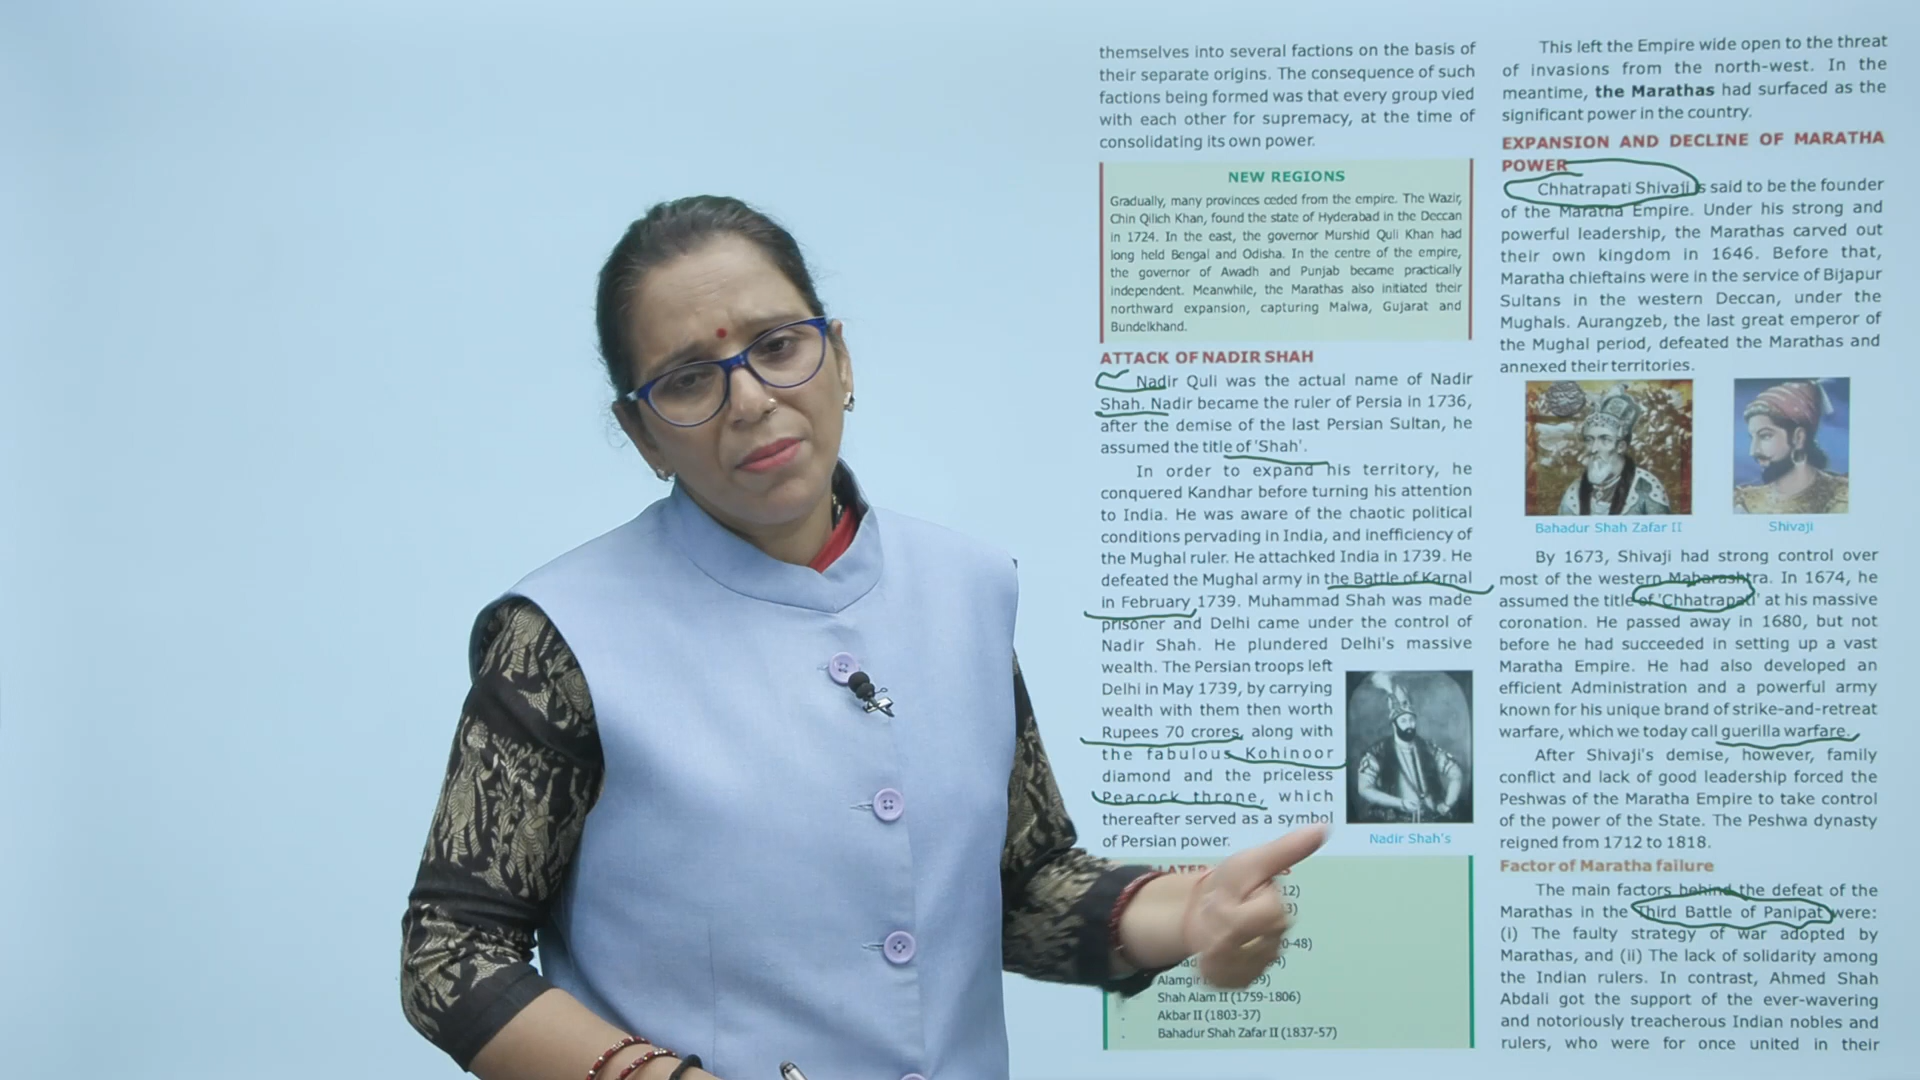 themselves into several factions on the basis of
their separate origins. The consequence of such
factions being formed was that every group vied
with each other for supremacy, at the time of
consolidating its own power.
NEW REGIONS
Gradually, many provinces ceded from the empire. The Wazir,
Chin Qilich Khan, found the state of Hyderabad in the Deccan
in 1724. In the east, the governor Murshid Quli Khan had
long held Bengal and Odisha. In the centre of the empire,
the governor of Awadh and Punjab became practically
independent. Meanwhile, the Marathas also initiated their
northward expansion, capturing Malwa, Gujarat and
Bundelkhand.
ATTACK OF NADIR SHAH
Nadir Quli was the actual name of Nadir
Shah. Nadir became the ruler of Persia in 1736,
after the demise of the last Persian Sultan, he
assumed the title of 'Shah'.
In order to expand his territory, he
conquered Kandhar before turning his attention
to India. He was aware of the chaotic political
conditions pervading in India, and inefficiency of
the Mughal ruler. He attachked India in 1739. He
defeated the Mughal army in the Battle of Karnal
in February 1739. Muhammad Shah was made
prisoner and Delhi came under the control of
Nadir Shah. He plundered Delhi's massive
wealth. The Persian troops left
Delhi in May 1739, by carrying
wealth with them then worth
Rupees 70 crores, along with
the fabulous Kohinoor
diamond and the priceless
Peacock throne, which
thereafter served as a symbol
of Persian power.
Nadir Shah's
LATER
-12)
3)
0-48)
4)
Alamgir 59)
Shah Alam II (1759-1806)
Akbar II (1803-37)
Bahadur Shah Zafar II (1837-57)
This left the Empire wide open to the threat
of invasions from the north-west. In the
meantime, the Marathas had surfaced as the
significant power in the country.
EXPANSION AND DECLINE OF MARATHA
POWER
Chhatrapati Shivaji is said to be the founder
of the Maratha Empire. Under his strong and
powerful leadership, the Marathas carved out
their own kingdom in 1646. Before that,
Maratha chieftains were in the service of Bijapur
Sultans in the western Deccan, under the
Mughals. Aurangzeb, the last great emperor of
the Mughal period, defeated the Marathas and
annexed their territories.
Bahadur Shah Zafar II
Shivaji
By 1673, Shivaji had strong control over
most of the western Maharashtra. In 1674, he
assumed the title of 'Chhatrapati' at his massive
coronation. He passed away in 1680, but not
before he had succeeded in setting up a vast
Maratha Empire. He had also developed an
efficient Administration and a powerful army
known for his unique brand of strike-and-retreat
warfare, which we today call guerilla warfare.
After Shivaji's demise, however, family
conflict and lack of good leadership forced the
Peshwas of the Maratha Empire to take control
of the power of the State. The Peshwa dynasty
reigned from 1712 to 1818.
Factor of Maratha failure
The main factors behind the defeat of the
Marathas in the Third Battle of Panipat were:
(i) The faulty strategy of war adopted by
Marathas, and (ii) The lack of solidarity among
the Indian rulers. In contrast, Ahmed Shah
Abdali got the support of the ever-wavering
and notoriously treacherous Indian nobles and
rulers, who were for once united in their